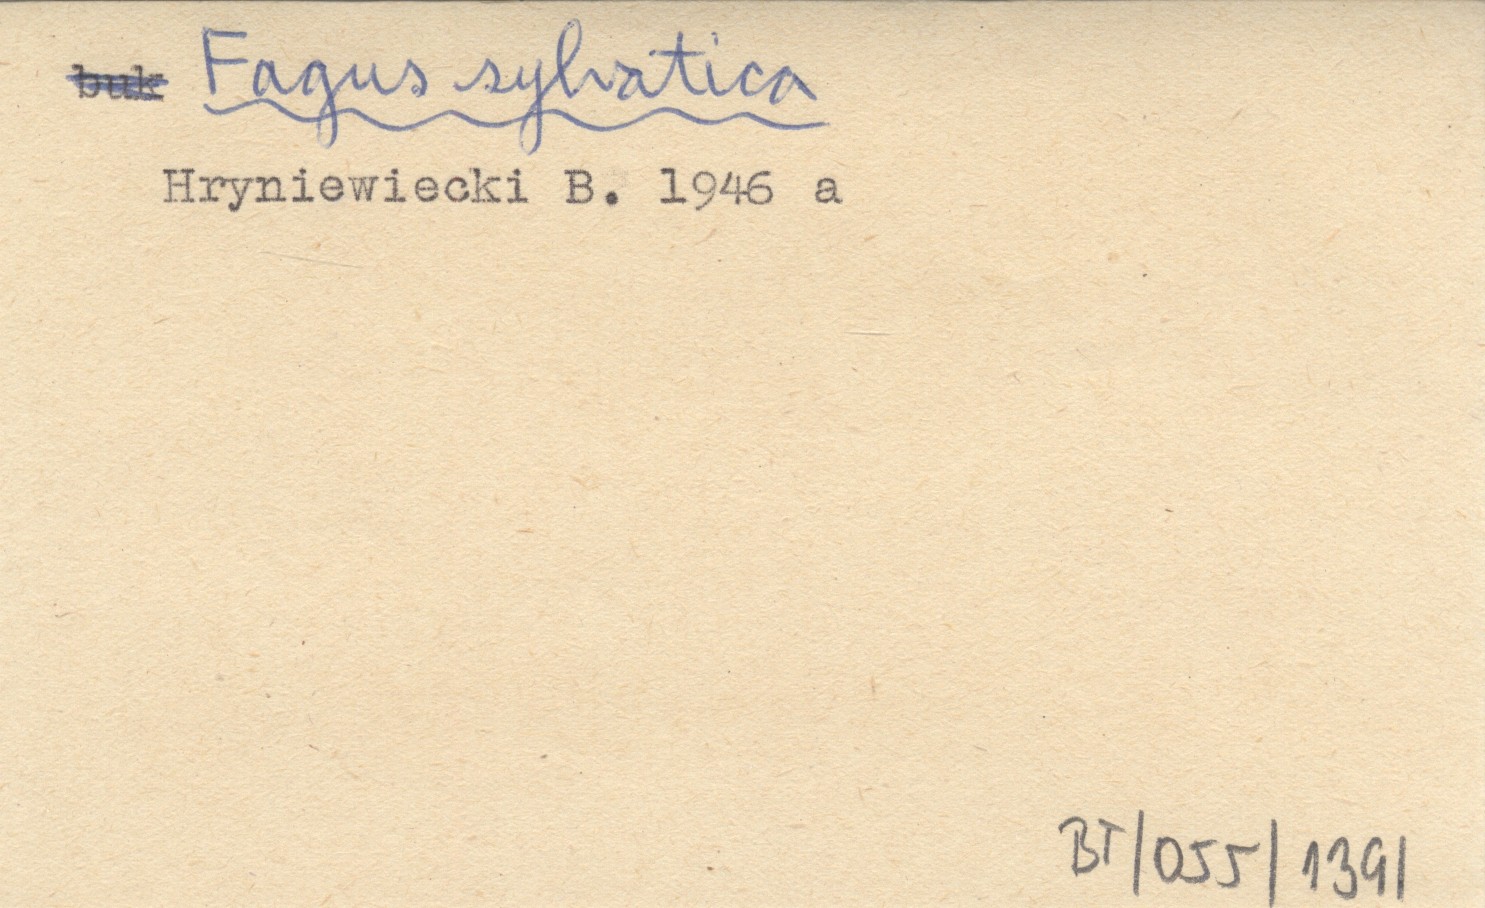 buk Fagus sylvatica
Hryniewiecki B. 1946 a
BT/055/1391